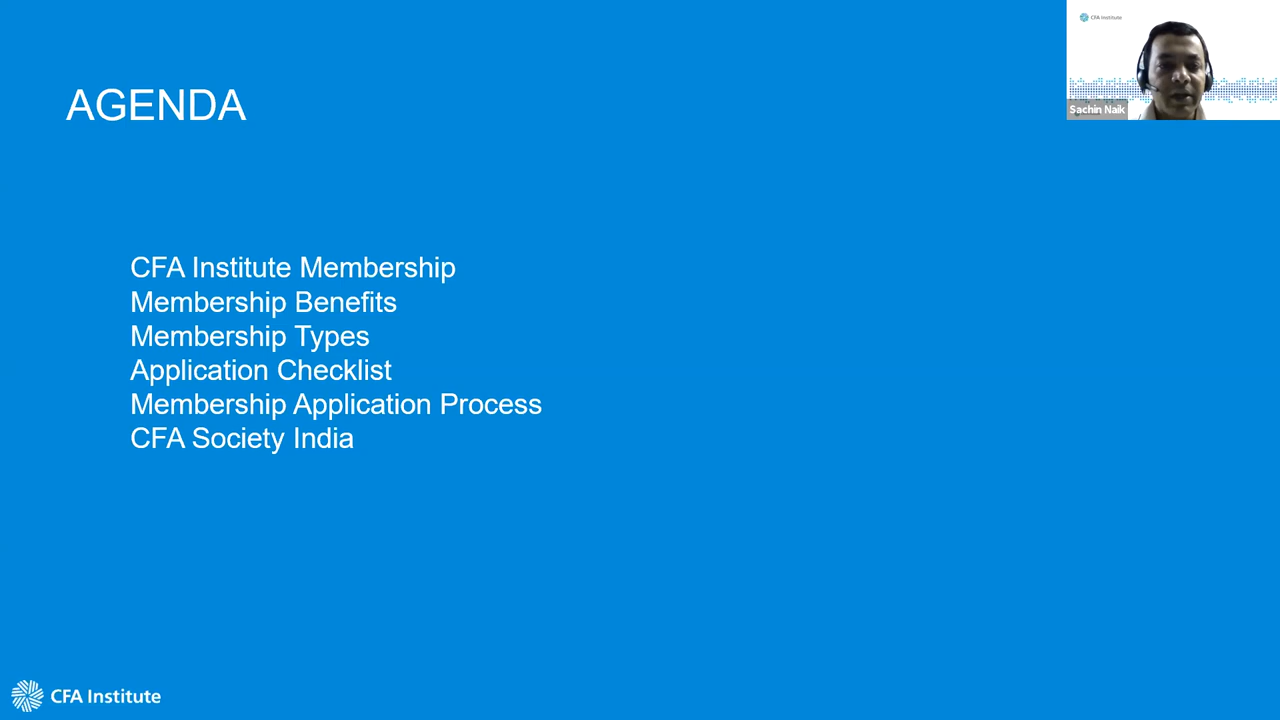 CFA Institute
Sachin Naik
AGENDA
CFA Institute Membership
Membership Benefits
Membership Types
Application Checklist
Membership Application Process
CFA Society India
CFA Institute